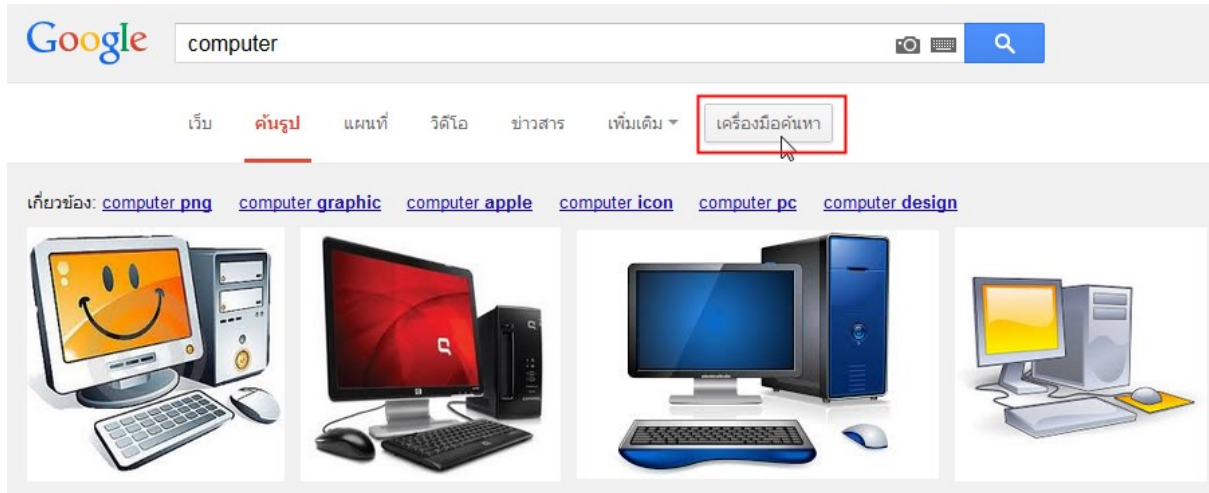 Google computer
เว็บ ค้นรูป แผนที่ วิดีโอ ข่าวสาร เพิ่มเติม เครื่องมือค้นหา
เกี่ยวข้อง: computer png computer graphic computer apple computer icon computer pc computer design